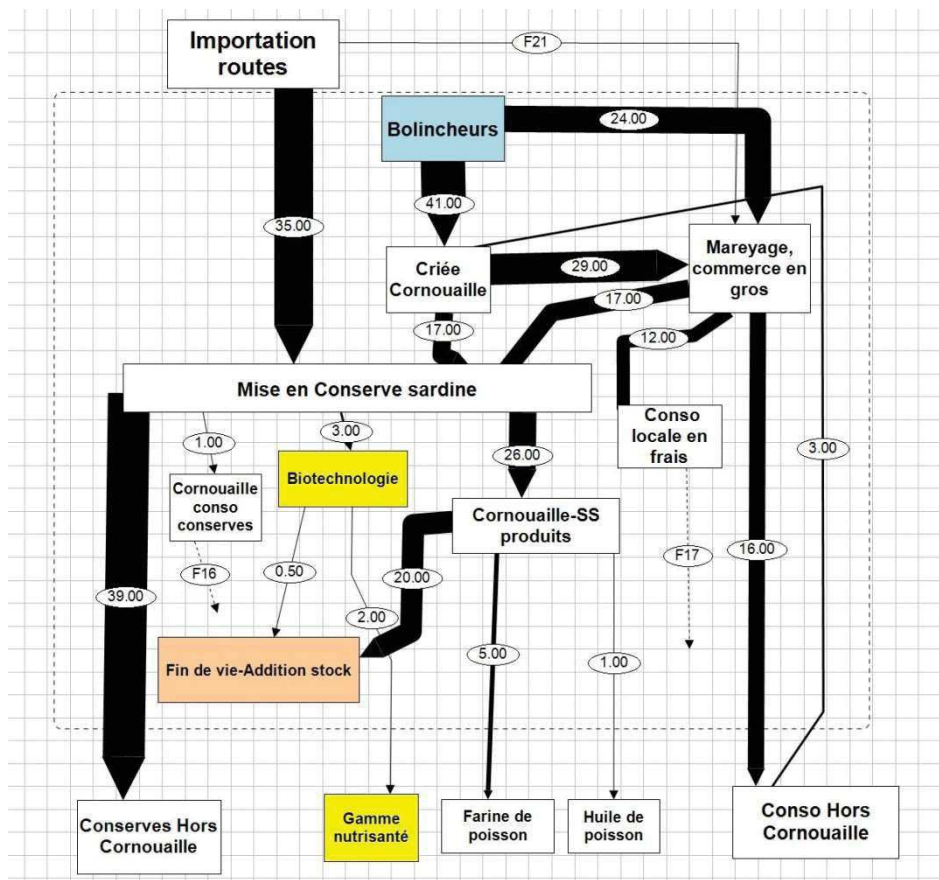 Importation
routes
F21
Bolincheurs
24.00
41.00
35.00
Criée
Cornouaille
29.00
Mareyage,
commerce en
gros
17.00
17.00
12.00
Mise en Conserve sardine
Conso
locale en
frais
3.00
1.00
3.00
26.00
Cornouaille
conso
conserves
Biotechnologie
Cornouaille-SS
produits
F16
0.50
20.00
F17
16.00
39.00
2.00
5.00
1.00
Fin de vie-Addition stock
Conserves Hors
Cornouaille
Gamme
nutrisanté
Farine de
poisson
Huile de
poisson
Conso Hors
Cornouaille